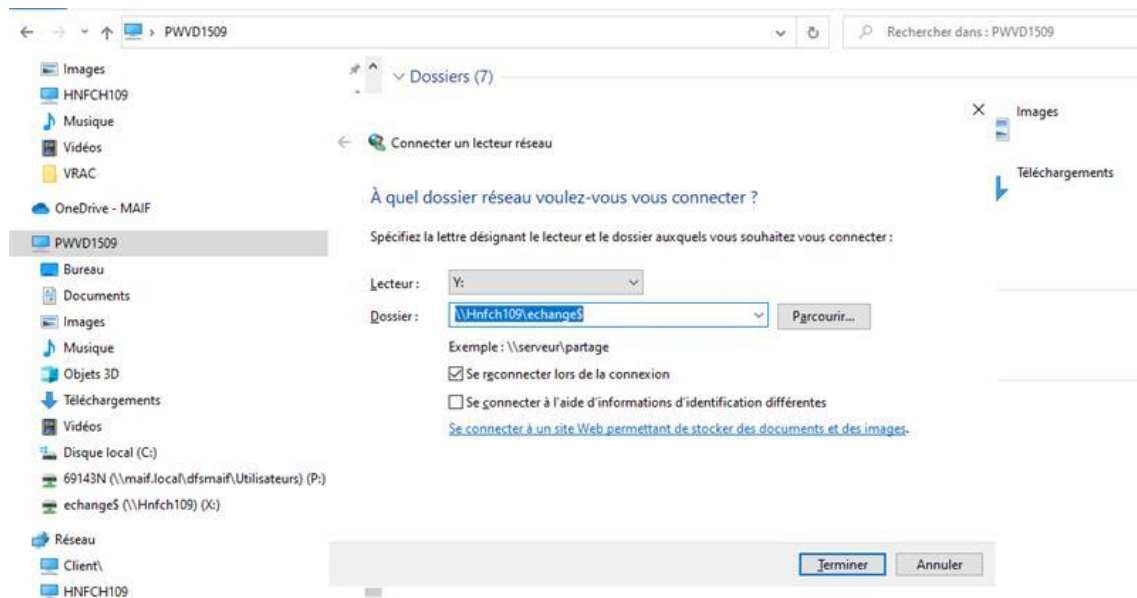 PWVD1509
Rechercher dans : PWVD1509
Images
HNFCH109
Musique
Vidéos
VRAC
OneDrive - MAIF
PWVD1509
Bureau
Documents
Images
Musique
Objets 3D
Téléchargements
Vidéos
Disque local (C:)
69143N (\\maif.local\dfsmaif\Utilisateurs) (P:)
echange$ (\\Hnfch109) (X:)
Réseau
Client\
HNFCH109
Dossiers (7)
Connecter un lecteur réseau
À quel dossier réseau voulez-vous vous connecter ?
Spécifiez la lettre désignant le lecteur et le dossier auxquels vous souhaitez vous connecter :
Lecteur : Y:
Dossier : \\Hnfch109\echange$ Parcourir...
Exemple : \\serveur\partage
Se reconnecter lors de la connexion
Se connecter à l'aide d'informations d'identification différentes
Se connecter à un site Web permettant de stocker des documents et des images.
Terminer Annuler
Images
Téléchargements